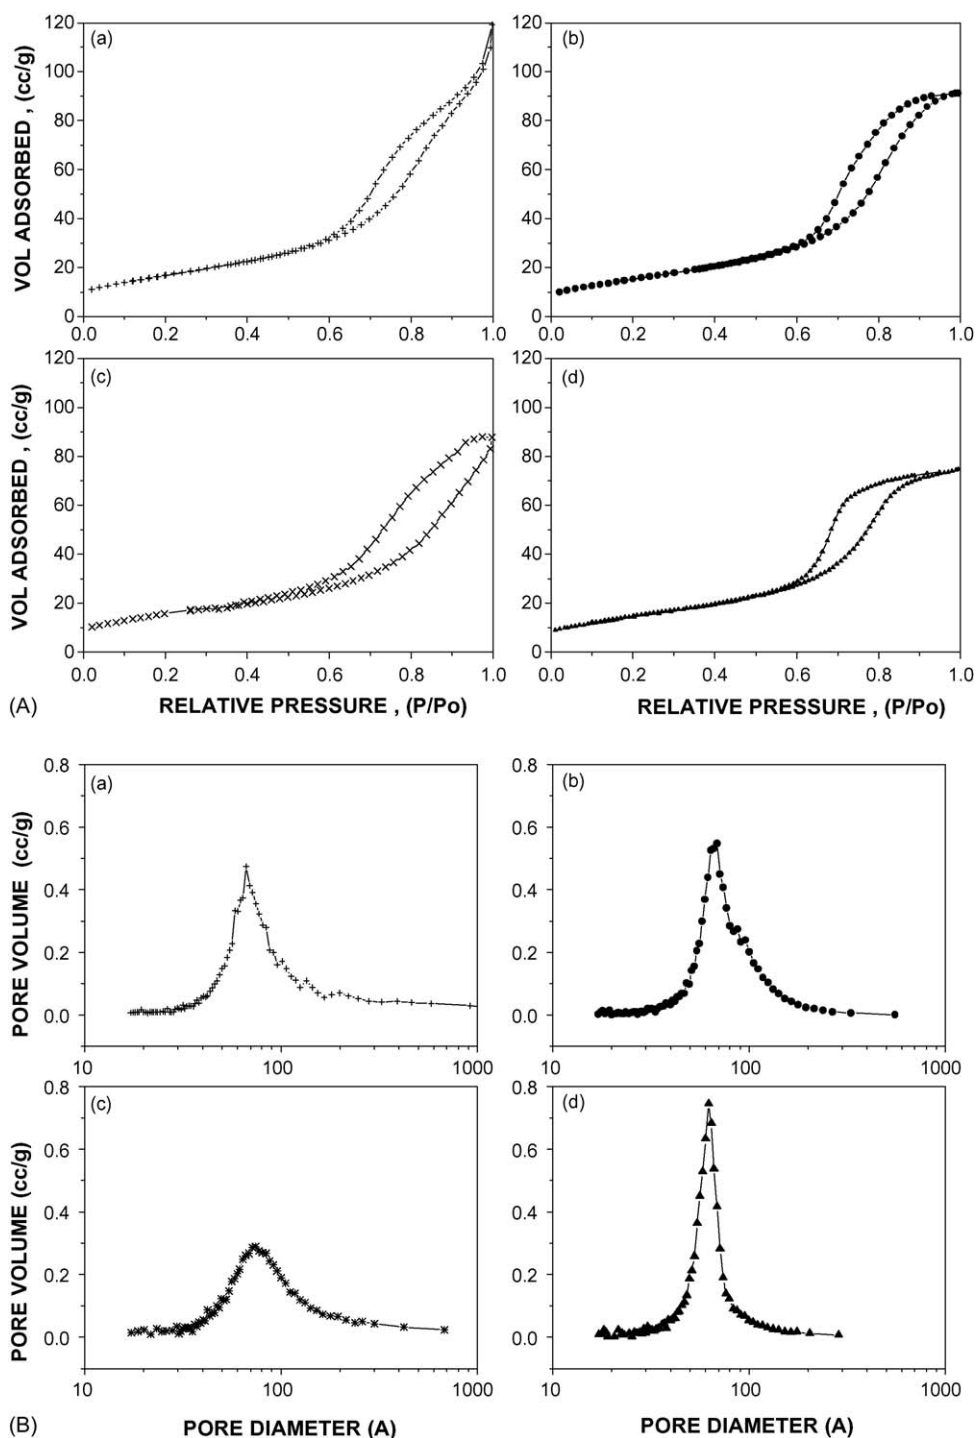 (a) (b)
VOL ADSORBED , (cc/g)
120 100 80 60 40 20 0
120 100 80 60 40 20 0
0.0 0.2 0.4 0.6 0.8 1.0
0.0 0.2 0.4 0.6 0.8 1.0
(c) (d)
VOL ADSORBED , (cc/g)
120 100 80 60 40 20 0
120 100 80 60 40 20 0
0.0 0.2 0.4 0.6 0.8 1.0
0.0 0.2 0.4 0.6 0.8 1.0
(A) RELATIVE PRESSURE , (P/Po) RELATIVE PRESSURE , (P/Po)
(a) (b)
PORE VOLUME (cc/g)
0.8 0.6 0.4 0.2 0.0
0.8 0.6 0.4 0.2 0.0
10 100 1000
10 100 1000
(c) (d)
PORE VOLUME (cc/g)
0.8 0.6 0.4 0.2 0.0
0.8 0.6 0.4 0.2 0.0
10 100 1000
10 100 1000
(B) PORE DIAMETER (A) PORE DIAMETER (A)